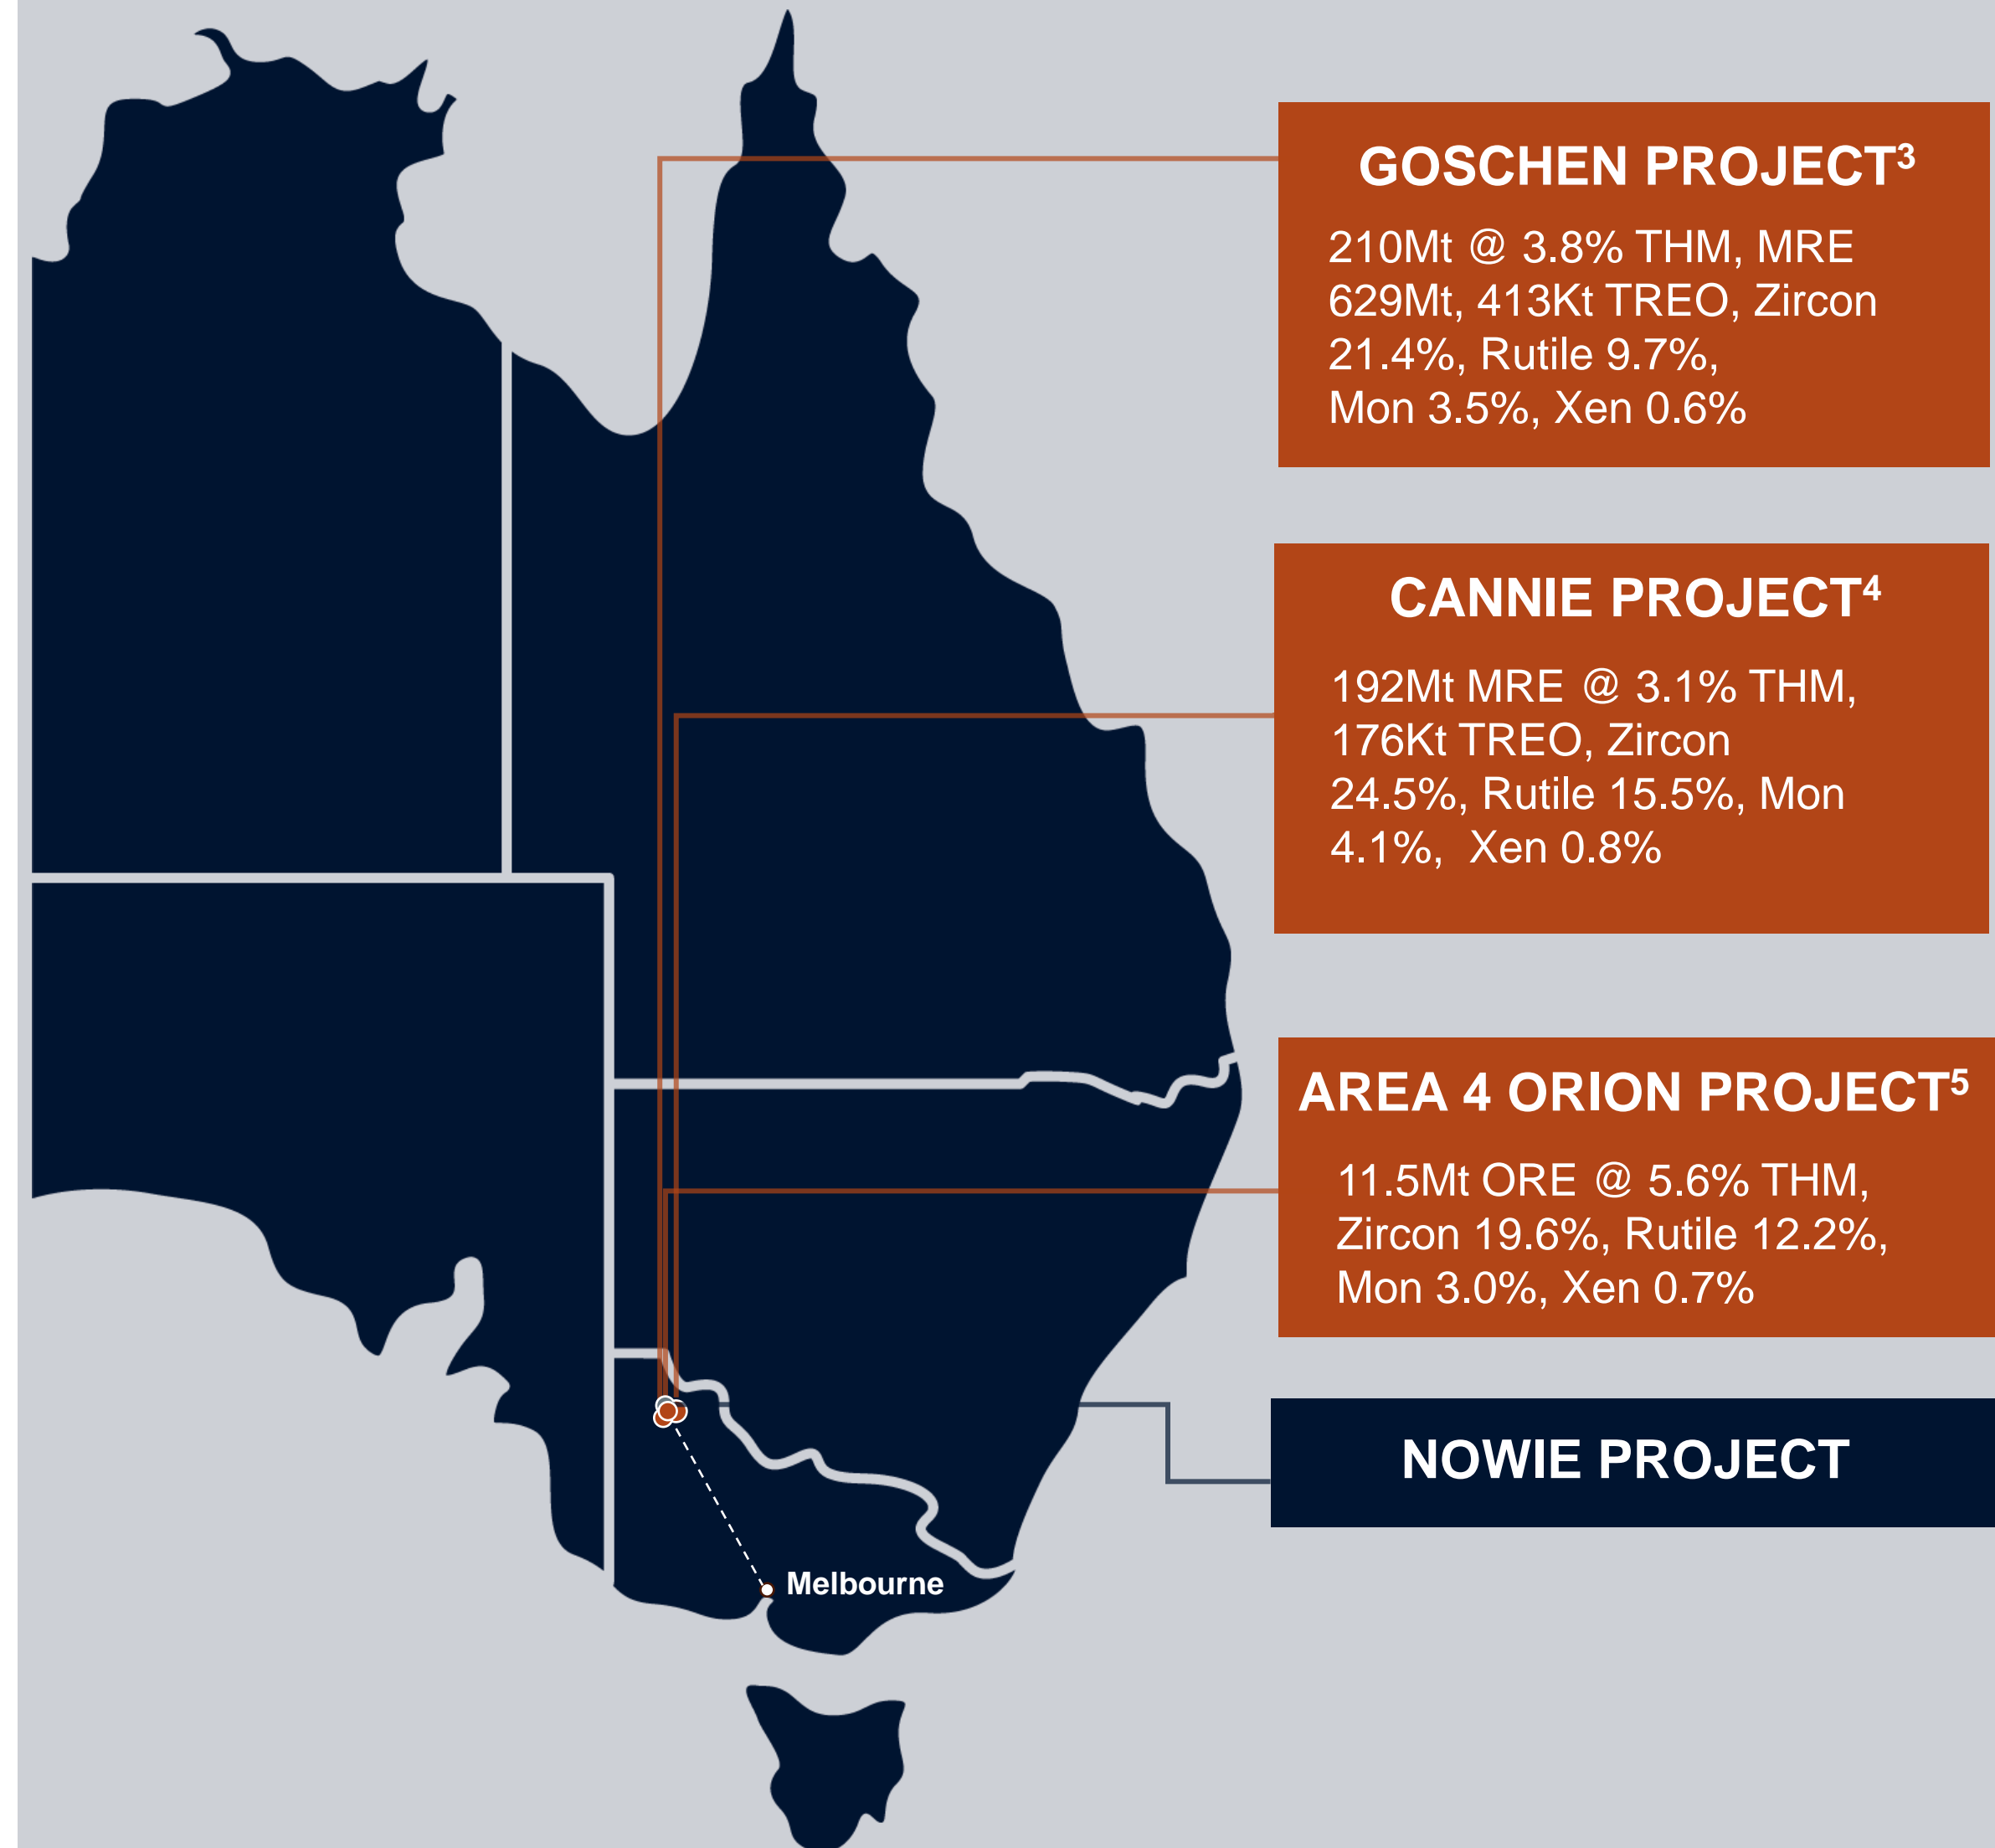 GOSCHEN PROJECT³
210Mt @ 3.8% THM, MRE
629Mt, 413Kt TREO, Zircon
21.4%, Rutile 9.7%,
Mon 3.5%, Xen 0.6%
CANNIE PROJECT⁴
192Mt MRE @ 3.1% THM,
176Kt TREO, Zircon
24.5%, Rutile 15.5%, Mon
4.1%, Xen 0.8%
AREA 4 ORION PROJECT⁵
11.5Mt ORE @ 5.6% THM,
Zircon 19.6%, Rutile 12.2%,
Mon 3.0%, Xen 0.7%
NOWIE PROJECT
Melbourne